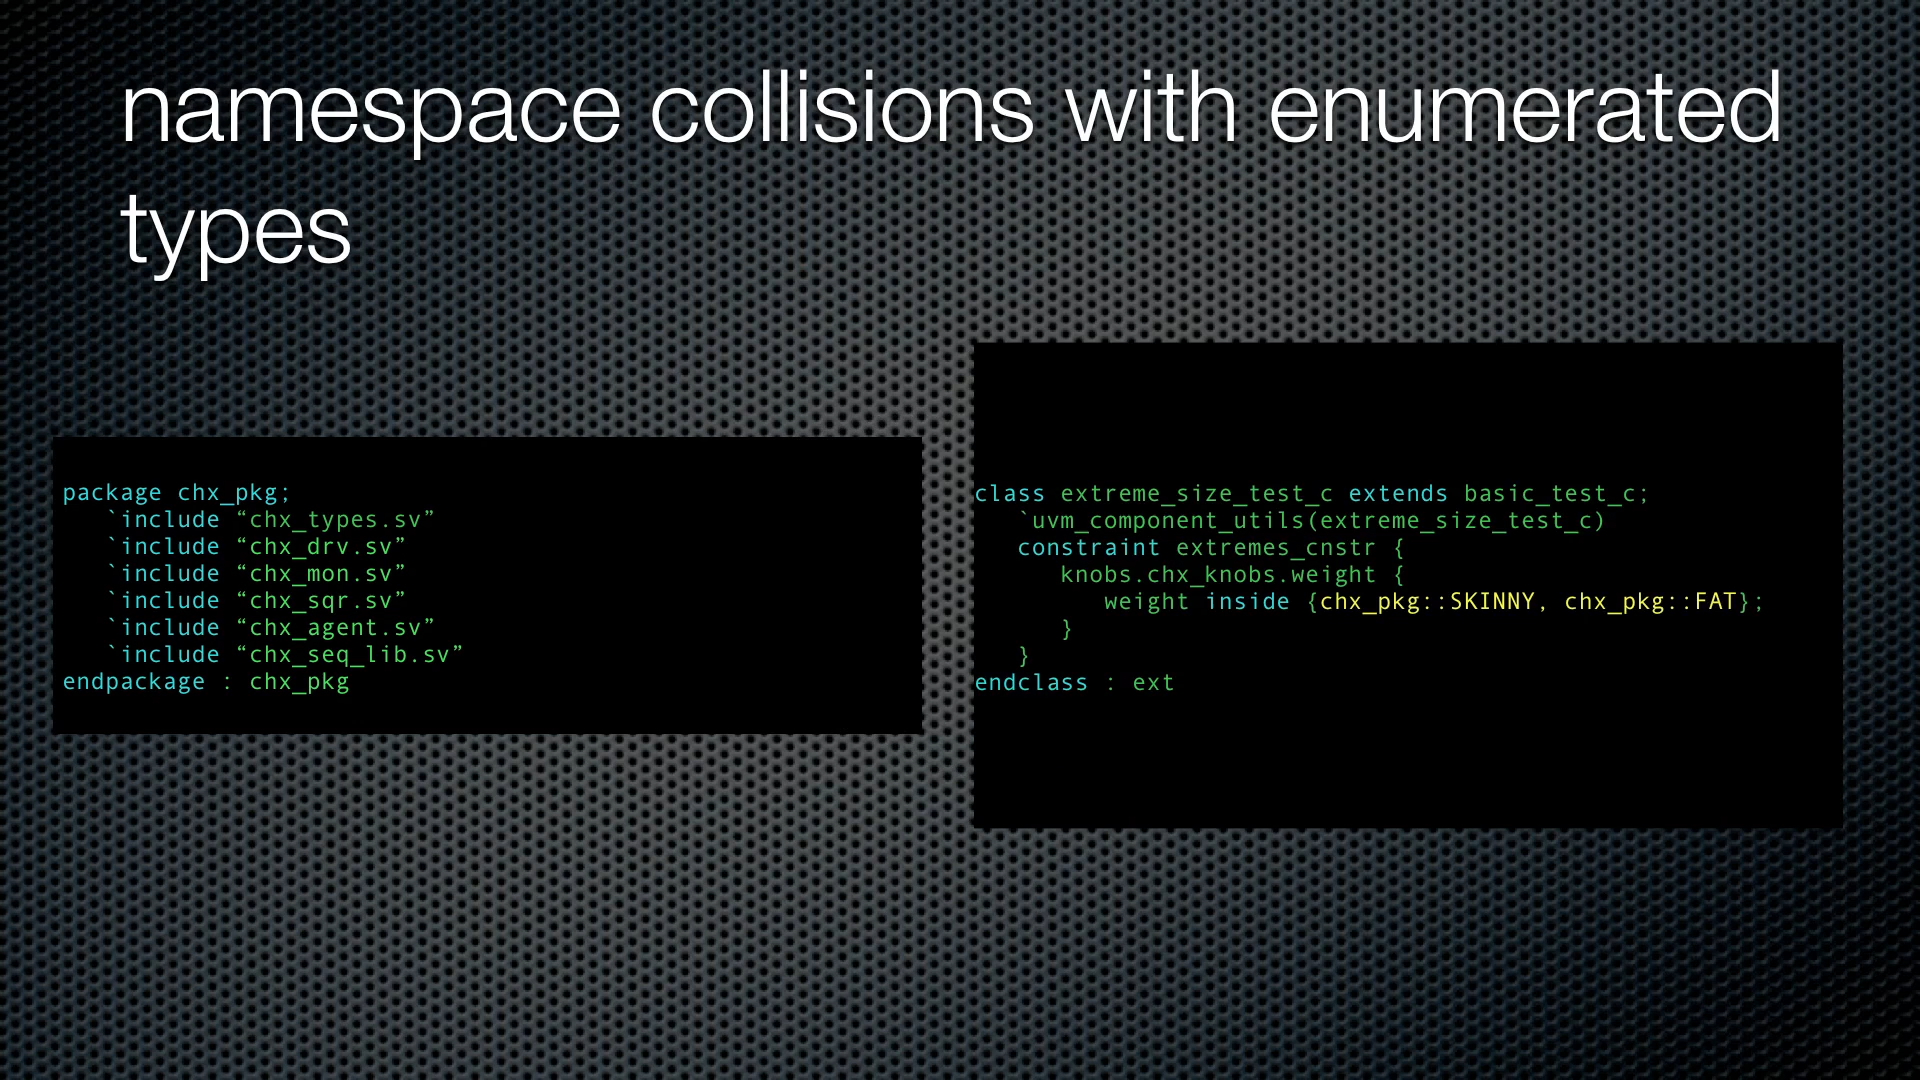 namespace collisions with enumerated
types
package chx_pkg;
   `include “chx_types.sv”
   `include “chx_drv.sv”
   `include “chx_mon.sv”
   `include “chx_sqr.sv”
   `include “chx_agent.sv”
   `include “chx_seq_lib.sv”
endpackage : chx_pkg
class extreme_size_test_c extends basic_test_c;
   `uvm_component_utils(extreme_size_test_c)
   constraint extremes_cnstr {
      knobs.chx_knobs.weight {
         weight inside {chx_pkg::SKINNY, chx_pkg::FAT};
      }
   }
endclass : ext